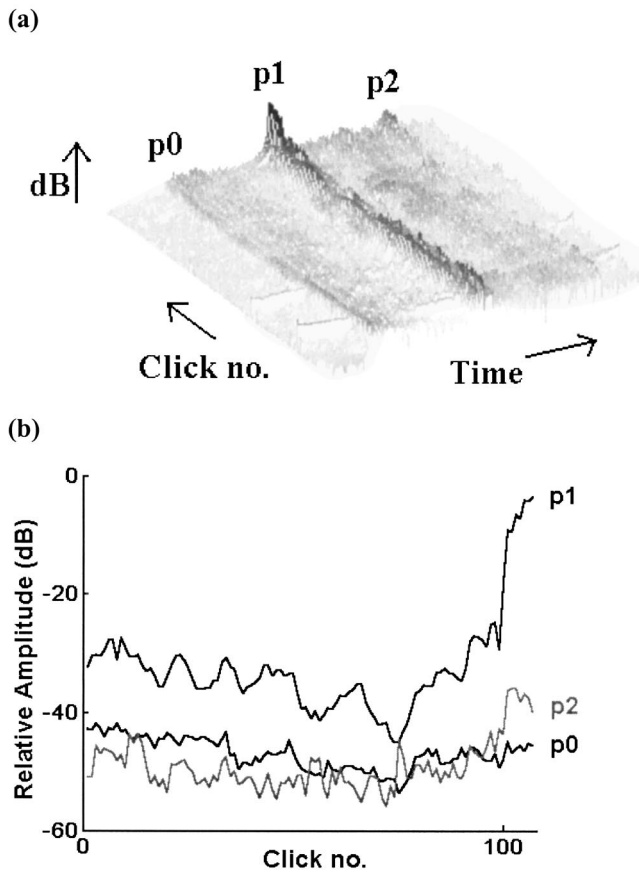 (a)
p1
p2
p0
dB
Click no.
Time
(b)
0
p1
-20
Relative Amplitude (dB)
-40
p2
p0
-60
0
100
Click no.